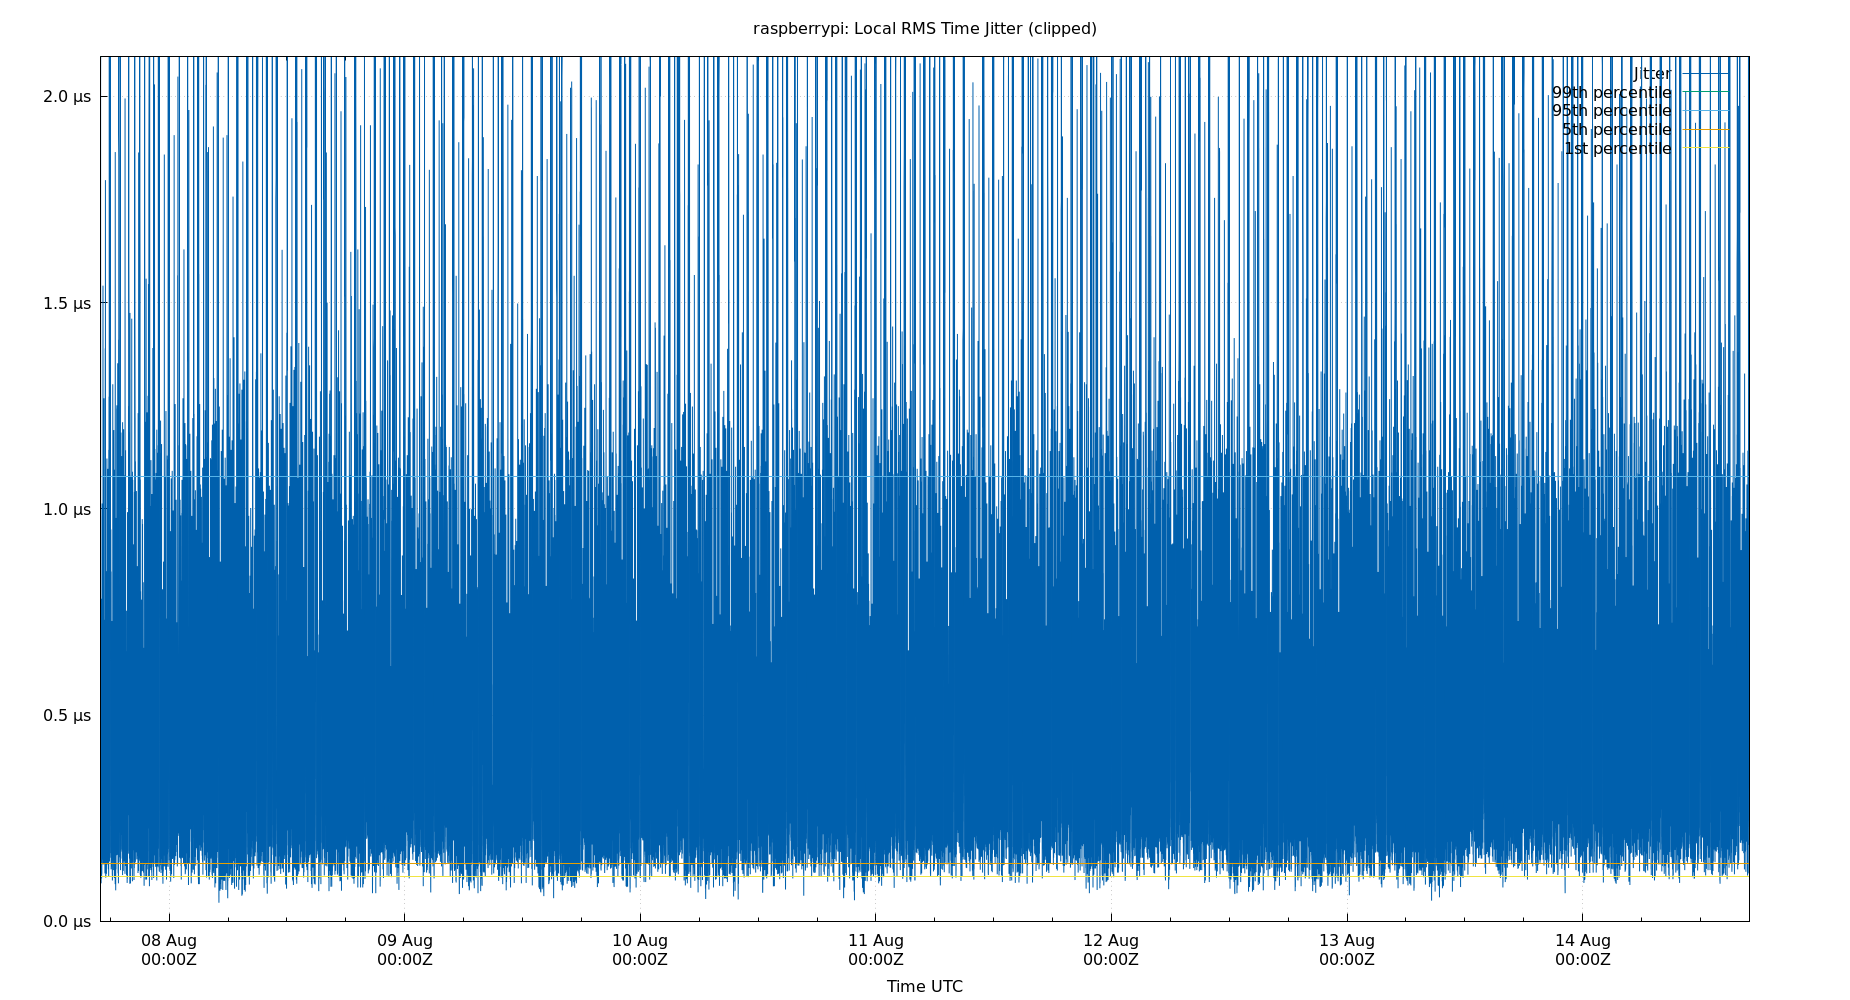 raspberrypi: Local RMS Time Jitter (clipped)
Jitter
99th percentile
95th percentile
5th percentile
1st percentile
2.0 µs
1.5 µs
1.0 µs
0.5 µs
0.0 µs
08 Aug 09 Aug 10 Aug 11 Aug 12 Aug 13 Aug 14 Aug
00:00Z 00:00Z 00:00Z 00:00Z 00:00Z 00:00Z 00:00Z
Time UTC